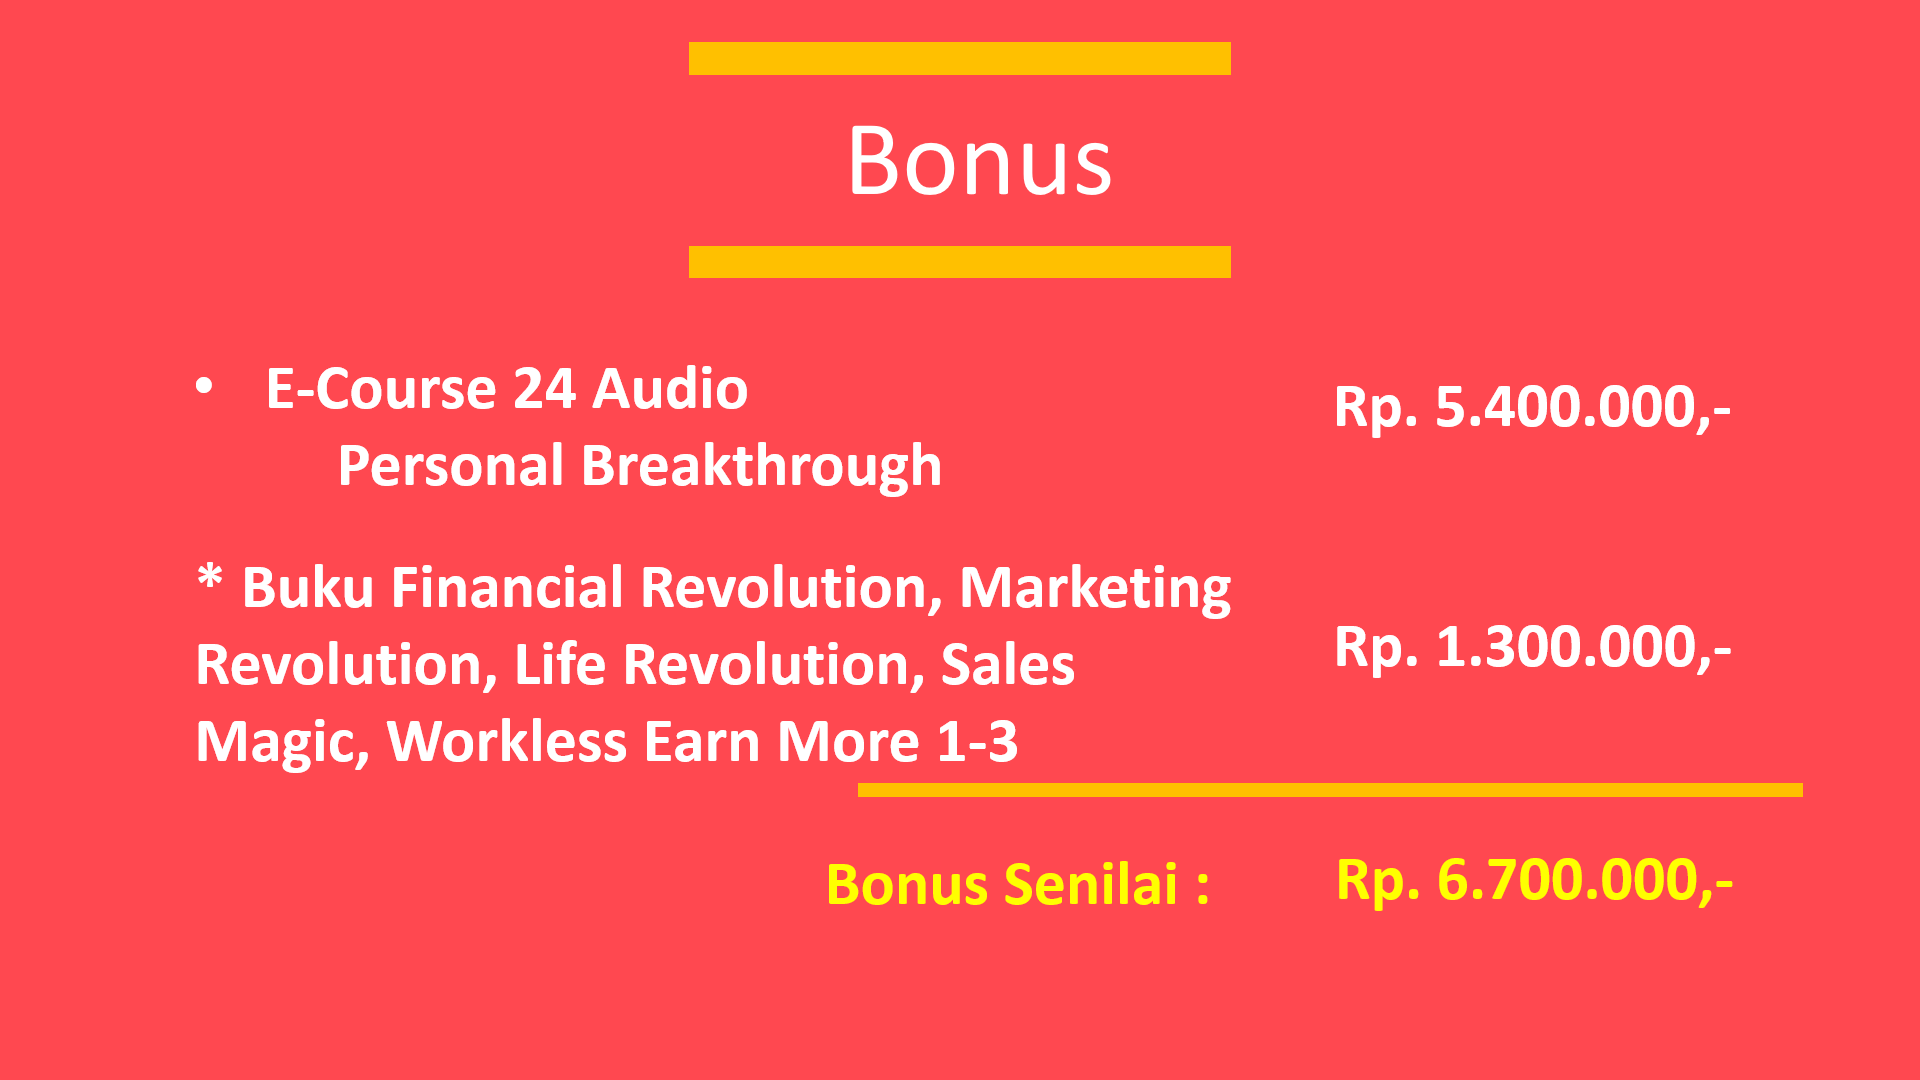 Bonus
• E-Course 24 Audio
Personal Breakthrough
Rp. 5.400.000,-
* Buku Financial Revolution, Marketing
Revolution, Life Revolution, Sales
Magic, Workless Earn More 1-3
Rp. 1.300.000,-
Bonus Senilai :
Rp. 6.700.000,-